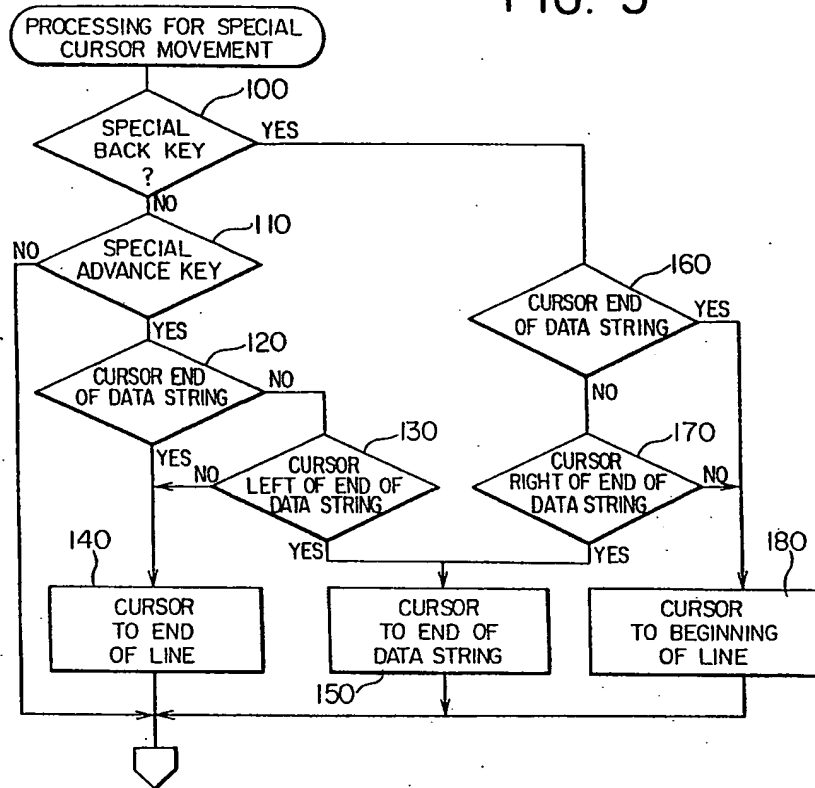 PROCESSING FOR SPECIAL
CURSOR MOVEMENT
100
SPECIAL
BACK KEY
?
YES
NO
110
NO
SPECIAL
ADVANCE KEY
YES
160
CURSOR END
OF DATA STRING
YES
NO
120
CURSOR END
OF DATA STRING
NO
YES
130
NO
CURSOR
LEFT OF END OF
DATA STRING
YES
170
CURSOR
RIGHT OF END OF
DATA STRING
NO
YES
140
CURSOR
TO END
OF LINE
CURSOR
TO END OF
DATA STRING
150
180
CURSOR
TO BEGINNING
OF LINE